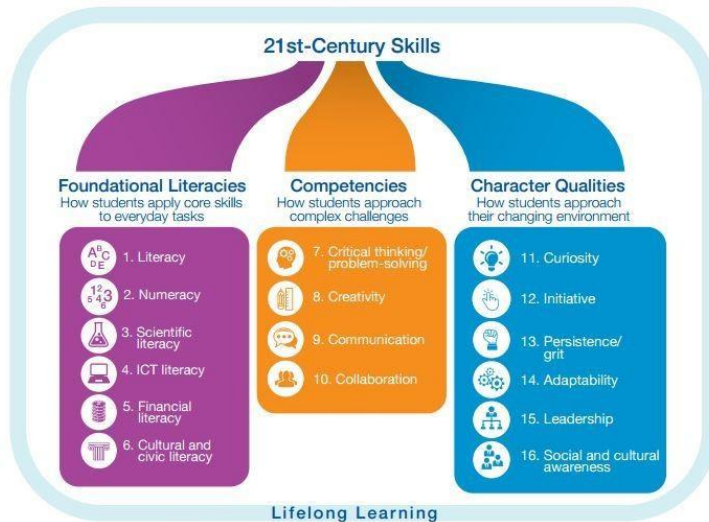 21st-Century Skills
Foundational Literacies
How students apply core skills
to everyday tasks
ABCDE
1. Literacy
123456
2. Numeracy
3. Scientific
literacy
4. ICT literacy
5. Financial
literacy
6. Cultural and
civic literacy
Competencies
How students approach
complex challenges
7. Critical thinking/
problem-solving
8. Creativity
9. Communication
10. Collaboration
Character Qualities
How students approach
their changing environment
11. Curiosity
12. Initiative
13. Persistence/
grit
14. Adaptability
15. Leadership
16. Social and cultural
awareness
Lifelong Learning